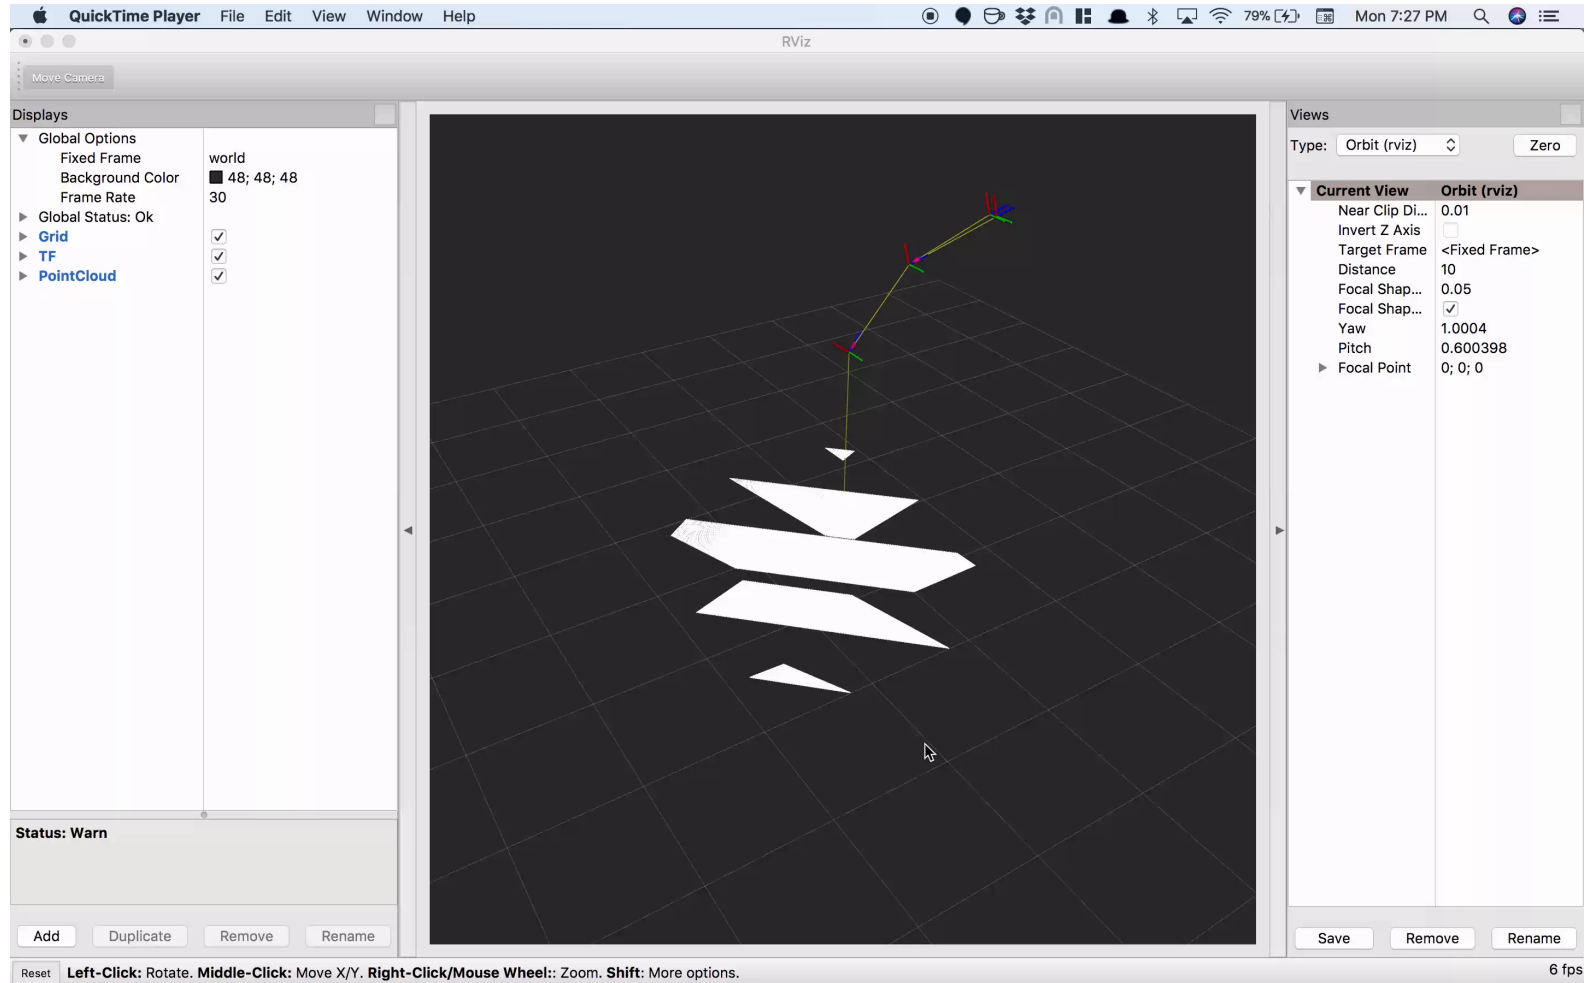 QuickTime Player File Edit View Window Help 79% Mon 7:27 PM
RViz
Move Camera
Displays
Global Options
Fixed Frame world
Background Color 48; 48; 48
Frame Rate 30
Global Status: Ok
Grid
TF
PointCloud
Status: Warn
Add Duplicate Remove Rename
Views
Type: Orbit (rviz) Zero
Current View Orbit (rviz)
Near Clip Di... 0.01
Invert Z Axis
Target Frame <Fixed Frame>
Distance 10
Focal Shap... 0.05
Focal Shap...
Yaw 1.0004
Pitch 0.600398
Focal Point 0; 0; 0
Save Remove Rename
Reset Left-Click: Rotate. Middle-Click: Move X/Y. Right-Click/Mouse Wheel:: Zoom. Shift: More options. 6 fps